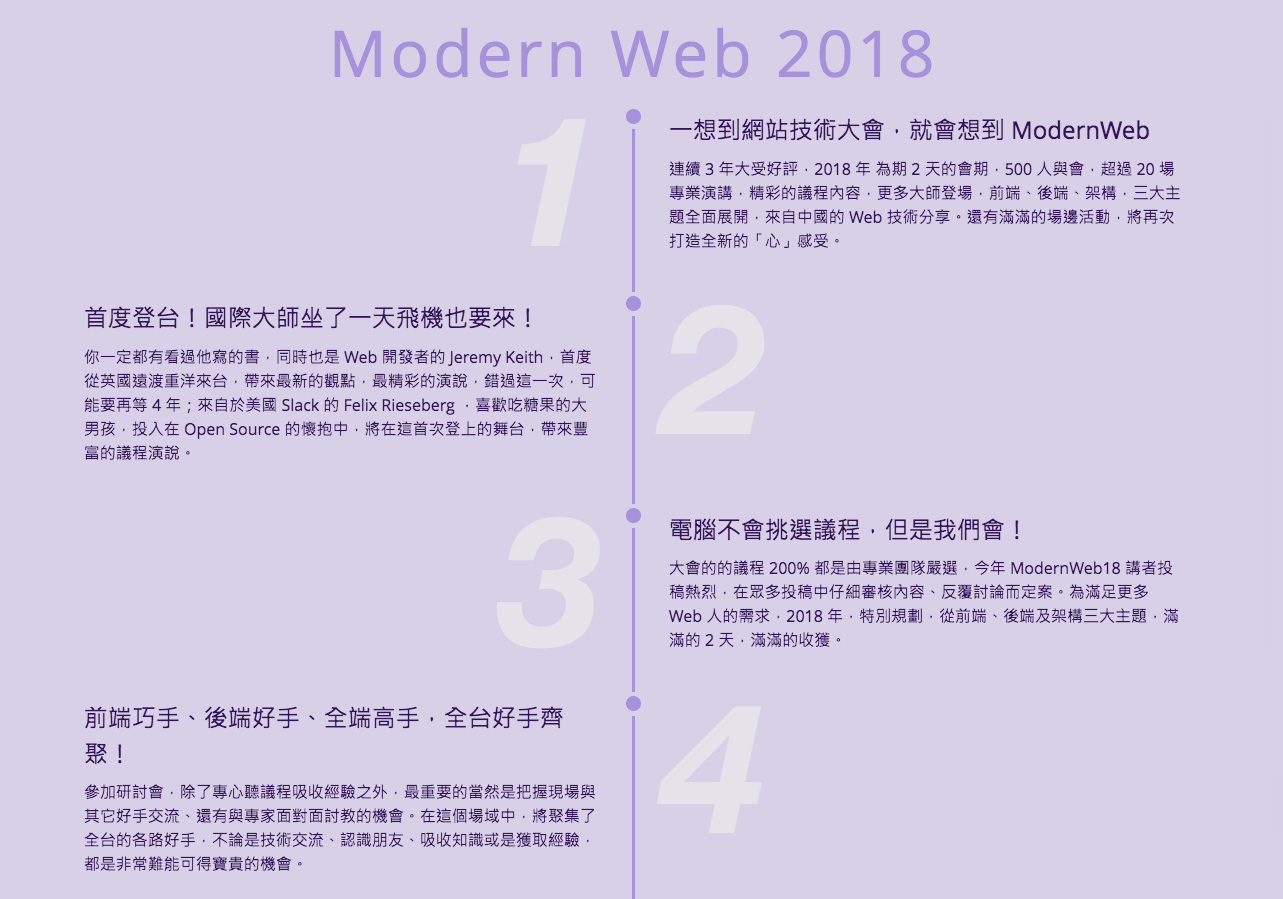 Modern Web 2018
1
一想到網站技術大會，就會想到 ModernWeb
連續 3 年大受好評，2018 年 為期 2 天的會期，500 人與會，超過 20 場
專業演講，精彩的議程內容，更多大師登場，前端、後端、架構，三大主
題全面展開，來自中國的 Web 技術分享。還有滿滿的場邊活動，將再次
打造全新的「心」感受。
首度登台！國際大師坐了一天飛機也要來！
你一定都有看過他寫的書，同時也是 Web 開發者的 Jeremy Keith，首度
從英國遠渡重洋來台，帶來最新的觀點，最精彩的演說，錯過這一次，可
能要再等 4 年；來自於美國 Slack 的 Felix Rieseberg ，喜歡吃糖果的大
男孩，投入在 Open Source 的懷抱中，將在這首次登上的舞台，帶來豐
富的議程演說。
2
3
電腦不會挑選議程，但是我們會！
大會的的議程 200% 都是由專業團隊嚴選，今年 ModernWeb18 講者投
稿熱烈，在眾多投稿中仔細審核內容、反覆討論而定案。為滿足更多
Web 人的需求，2018 年，特別規劃，從前端、後端及架構三大主題，滿
滿的 2 天，滿滿的收獲。
前端巧手、後端好手、全端高手，全台好手齊
聚！
參加研討會，除了專心聽議程吸收經驗之外，最重要的當然是把握現場與
其它好手交流、還有與專家面對面討教的機會。在這個場域中，將聚集了
全台的各路好手，不論是技術交流、認識朋友、吸收知識或是獲取經驗，
都是非常難能可得寶貴的機會。
4